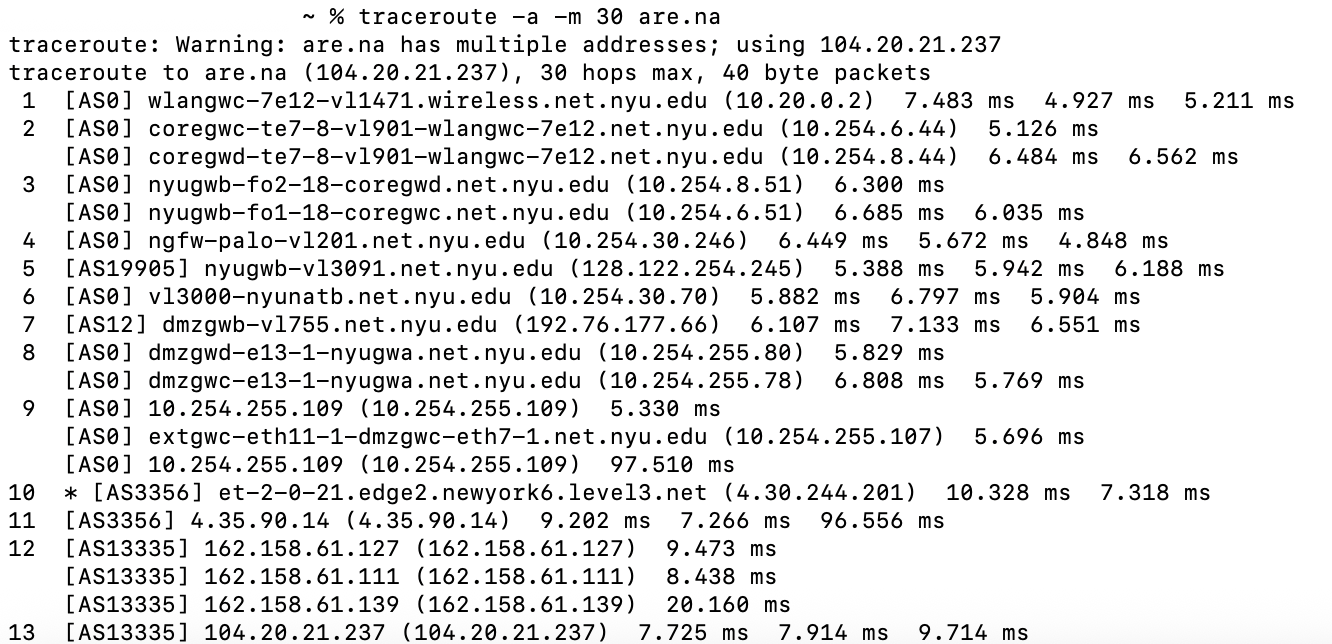 ~ % traceroute -a -m 30 are.na
traceroute: Warning: are.na has multiple addresses; using 104.20.21.237
traceroute to are.na (104.20.21.237), 30 hops max, 40 byte packets
1 [AS0] wlangwc-7e12-vl1471.wireless.net.nyu.edu (10.20.0.2) 7.483 ms 4.927 ms 5.211 ms
2 [AS0] coregwc-te7-8-vl901-wlangwc-7e12.net.nyu.edu (10.254.6.44) 5.126 ms
[AS0] coregwd-te7-8-vl901-wlangwc-7e12.net.nyu.edu (10.254.8.44) 6.484 ms 6.562 ms
3 [AS0] nyugwb-fo2-18-coregwd.net.nyu.edu (10.254.8.51) 6.300 ms
[AS0] nyugwb-fo1-18-coregwc.net.nyu.edu (10.254.6.51) 6.685 ms 6.035 ms
4 [AS0] ngfw-palo-vl201.net.nyu.edu (10.254.30.246) 6.449 ms 5.672 ms 4.848 ms
5 [AS19905] nyugwb-vl3091.net.nyu.edu (128.122.254.245) 5.388 ms 5.942 ms 6.188 ms
6 [AS0] vl3000-nyunatb.net.nyu.edu (10.254.30.70) 5.882 ms 6.797 ms 5.904 ms
7 [AS12] dmzgwb-vl755.net.nyu.edu (192.76.177.66) 6.107 ms 7.133 ms 6.551 ms
8 [AS0] dmzgwd-e13-1-nyugwa.net.nyu.edu (10.254.255.80) 5.829 ms
[AS0] dmzgwc-e13-1-nyugwa.net.nyu.edu (10.254.255.78) 6.808 ms 5.769 ms
9 [AS0] 10.254.255.109 (10.254.255.109) 5.330 ms
[AS0] extgwc-eth11-1-dmzgwc-eth7-1.net.nyu.edu (10.254.255.107) 5.696 ms
[AS0] 10.254.255.109 (10.254.255.109) 97.510 ms
10 * [AS3356] et-2-0-21.edge2.newyork6.level3.net (4.30.244.201) 10.328 ms 7.318 ms
11 [AS3356] 4.35.90.14 (4.35.90.14) 9.202 ms 7.266 ms 96.556 ms
12 [AS13335] 162.158.61.127 (162.158.61.127) 9.473 ms
[AS13335] 162.158.61.111 (162.158.61.111) 8.438 ms
[AS13335] 162.158.61.139 (162.158.61.139) 20.160 ms
13 [AS13335] 104.20.21.237 (104.20.21.237) 7.725 ms 7.914 ms 9.714 ms